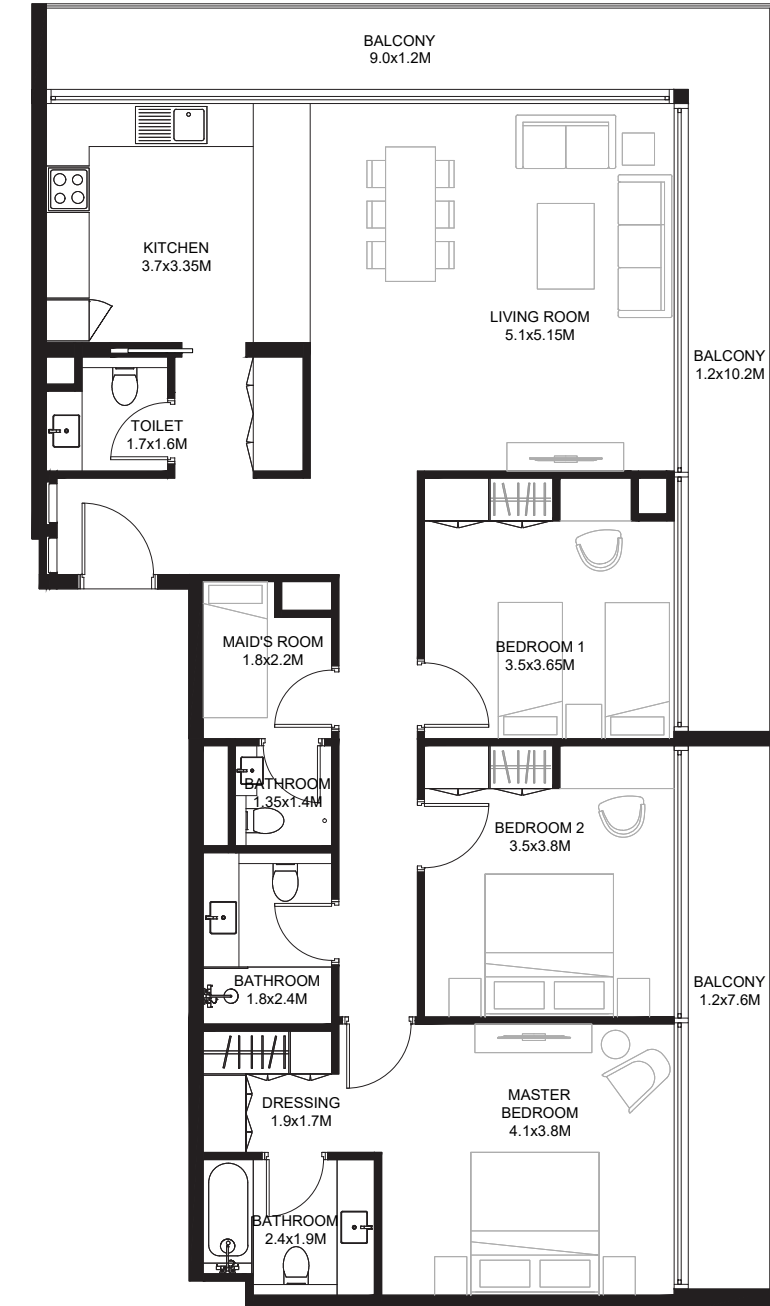 BALCONY
9.0x1.2M
KITCHEN
3.7x3.35M
LIVING ROOM
5.1x5.15M
BALCONY
1.2x10.2M
TOILET
1.7x1.6M
MAID'S ROOM
1.8x2.2M
BEDROOM 1
3.5x3.65M
BATHROOM
1.35x1.4M
BEDROOM 2
3.5x3.8M
BATHROOM
1.8x2.4M
BALCONY
1.2x7.6M
DRESSING
1.9x1.7M
MASTER
BEDROOM
4.1x3.8M
BATHROOM
2.4x1.9M